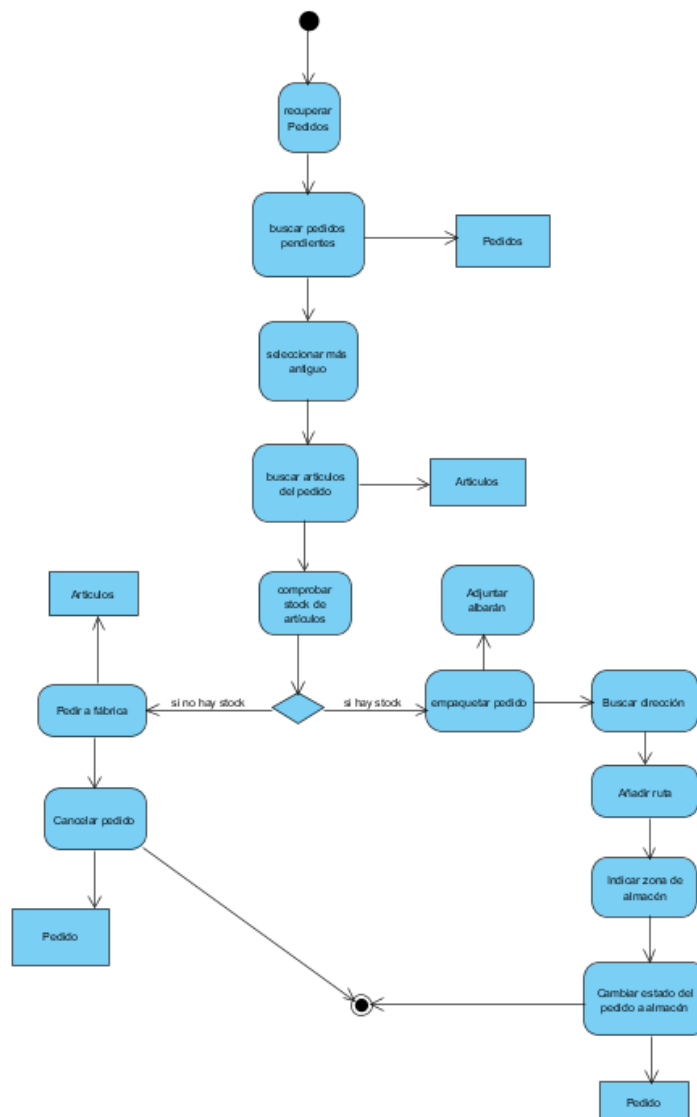 recuperar
Pedidos
buscar pedidos
pendientes
Pedidos
seleccionar más
antiguo
buscar articulos
del pedido
Articulos
comprobar
stock de
artículos
Adjuntar
albarán
Articulos
Pedir a fábrica
si no hay stock
si hay stock
empaquetar pedido
Buscar dirección
Añadir ruta
Cancelar pedido
Indicar zona de
almacén
Pedido
Cambiar estado del
pedido a almacén
Pedido